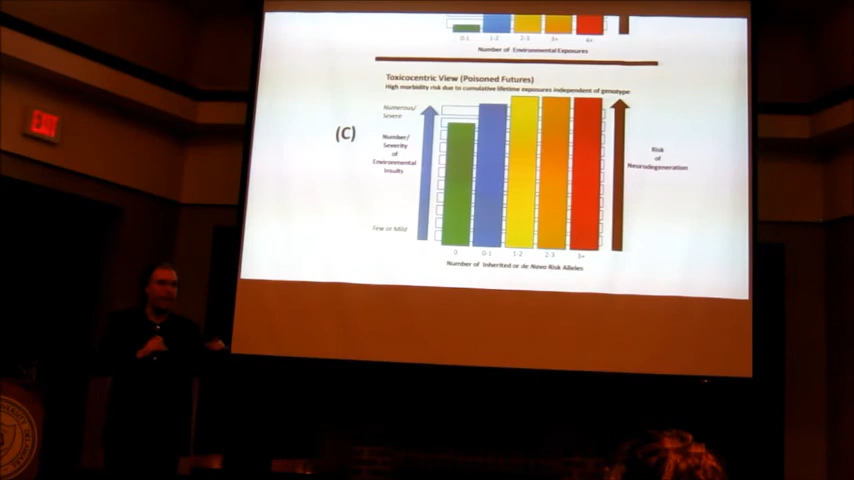 0-1 1-2 2-3 3+ 4+
Number of Environmental Exposures
Toxicocentric View (Poisoned Futures)
High morbidity risk due to cumulative lifetime exposures independent of genotype
EXIT
(C)
Numerous/
Severe
Number/
Severity
of
Environmental
Insults
Few or Mild
Risk
of
Neurodegeneration
0 0-1 1-2 2-3 3+
Number of Inherited or de Novo Risk Alleles